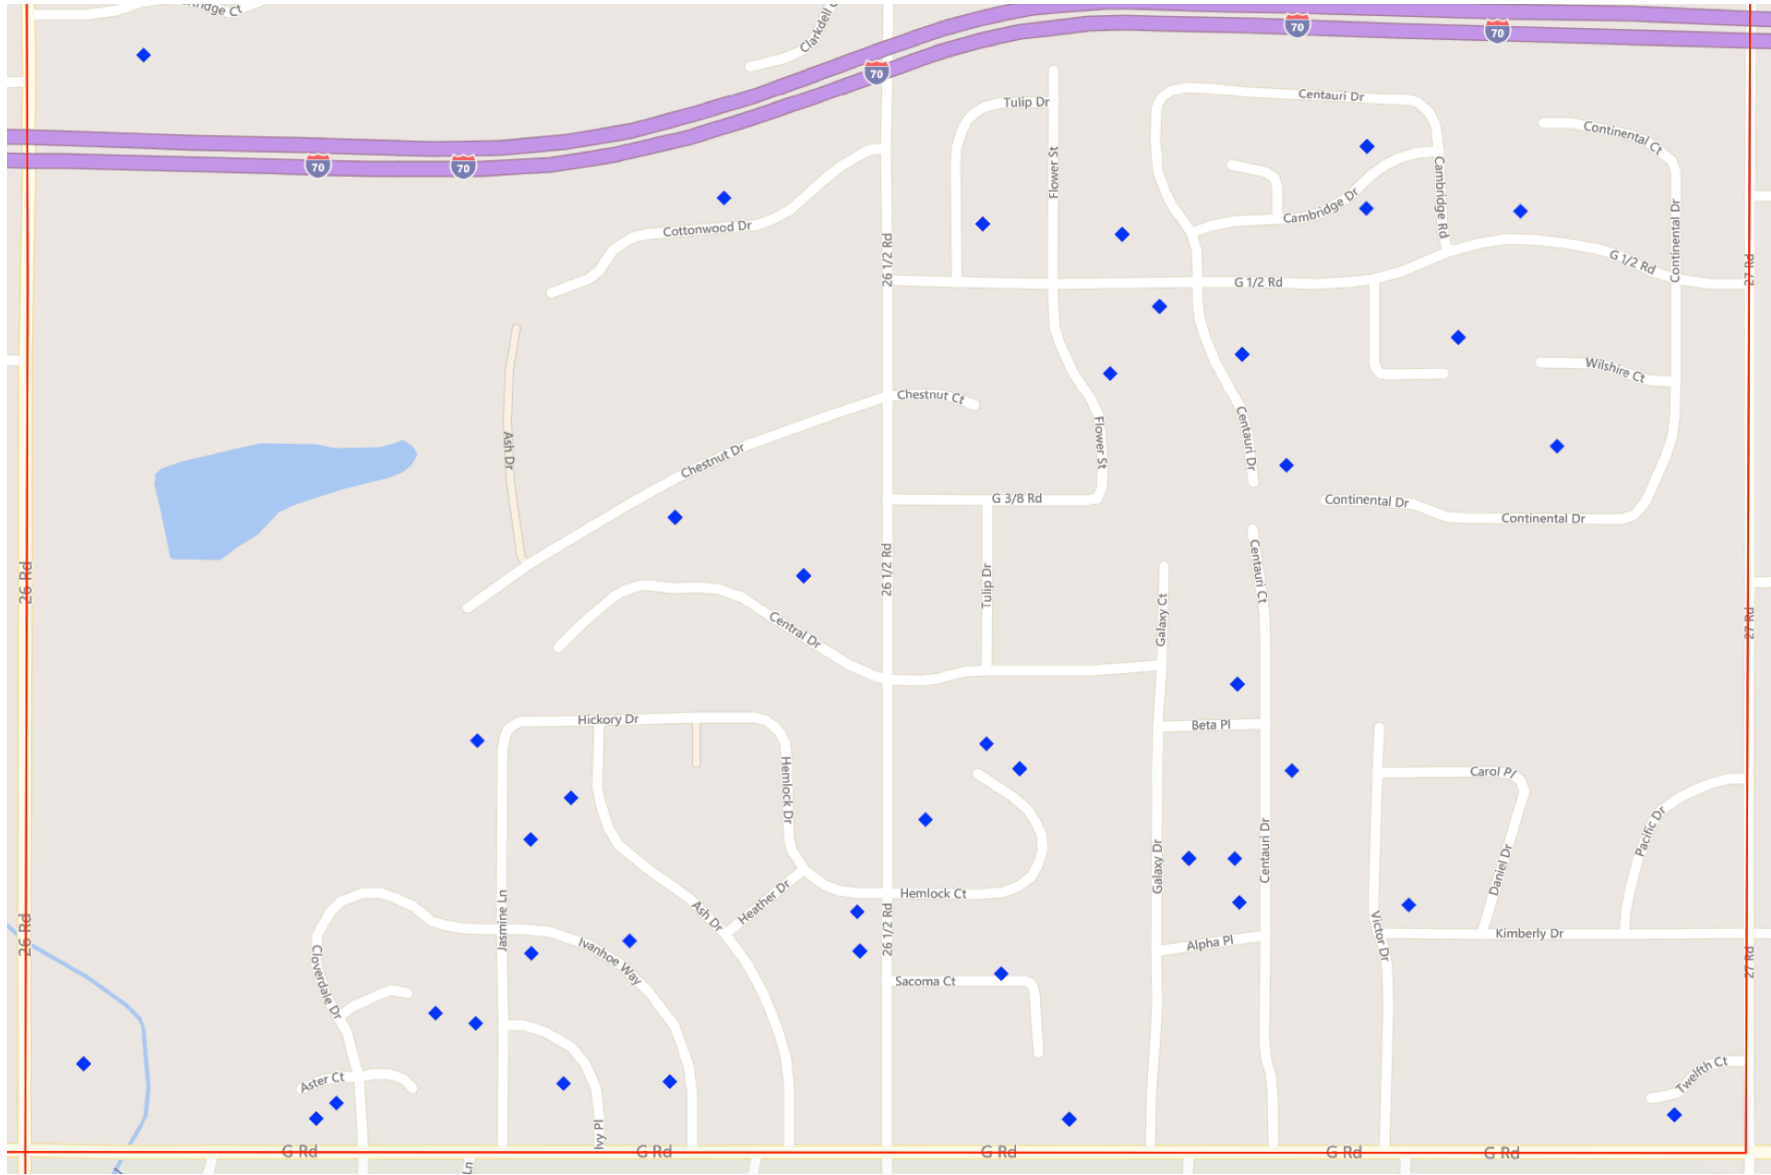 Clarkdell C
70
70
70
70
70
Tulip Dr
Centauri Dr
Continental Ct
Flower St
Cambridge Rd
Cambridge Dr
Continental Dr
Cottonwood Dr
26 1/2 Rd
G 1/2 Rd
G 1/2 Rd
27 Rd
Chestnut Ct
Wilshire Ct
Ash Dr
Chestnut Dr
Flower St
Centauri Dr
G 3/8 Rd
Continental Dr
Continental Dr
26 Rd
26 1/2 Rd
Tulip Dr
Centauri Ct
Galaxy Ct
27 Rd
Central Dr
Hickory Dr
Beta Pl
Hemlock Dr
Carol Pl
Pacific Dr
Galaxy Dr
Centauri Dr
Daniel Dr
Hemlock Ct
Heather Dr
Ash Dr
Jasmine Ln
26 Rd
26 1/2 Rd
Ivanhoe Way
Alpha Pl
Victor Dr
Kimberly Dr
27 Rd
Cloverdale Dr
Sacoma Ct
Aster Ct
Twelfth Ct
Ivy Pl
G Rd
G Rd
G Rd
G Rd
G Rd
Ln